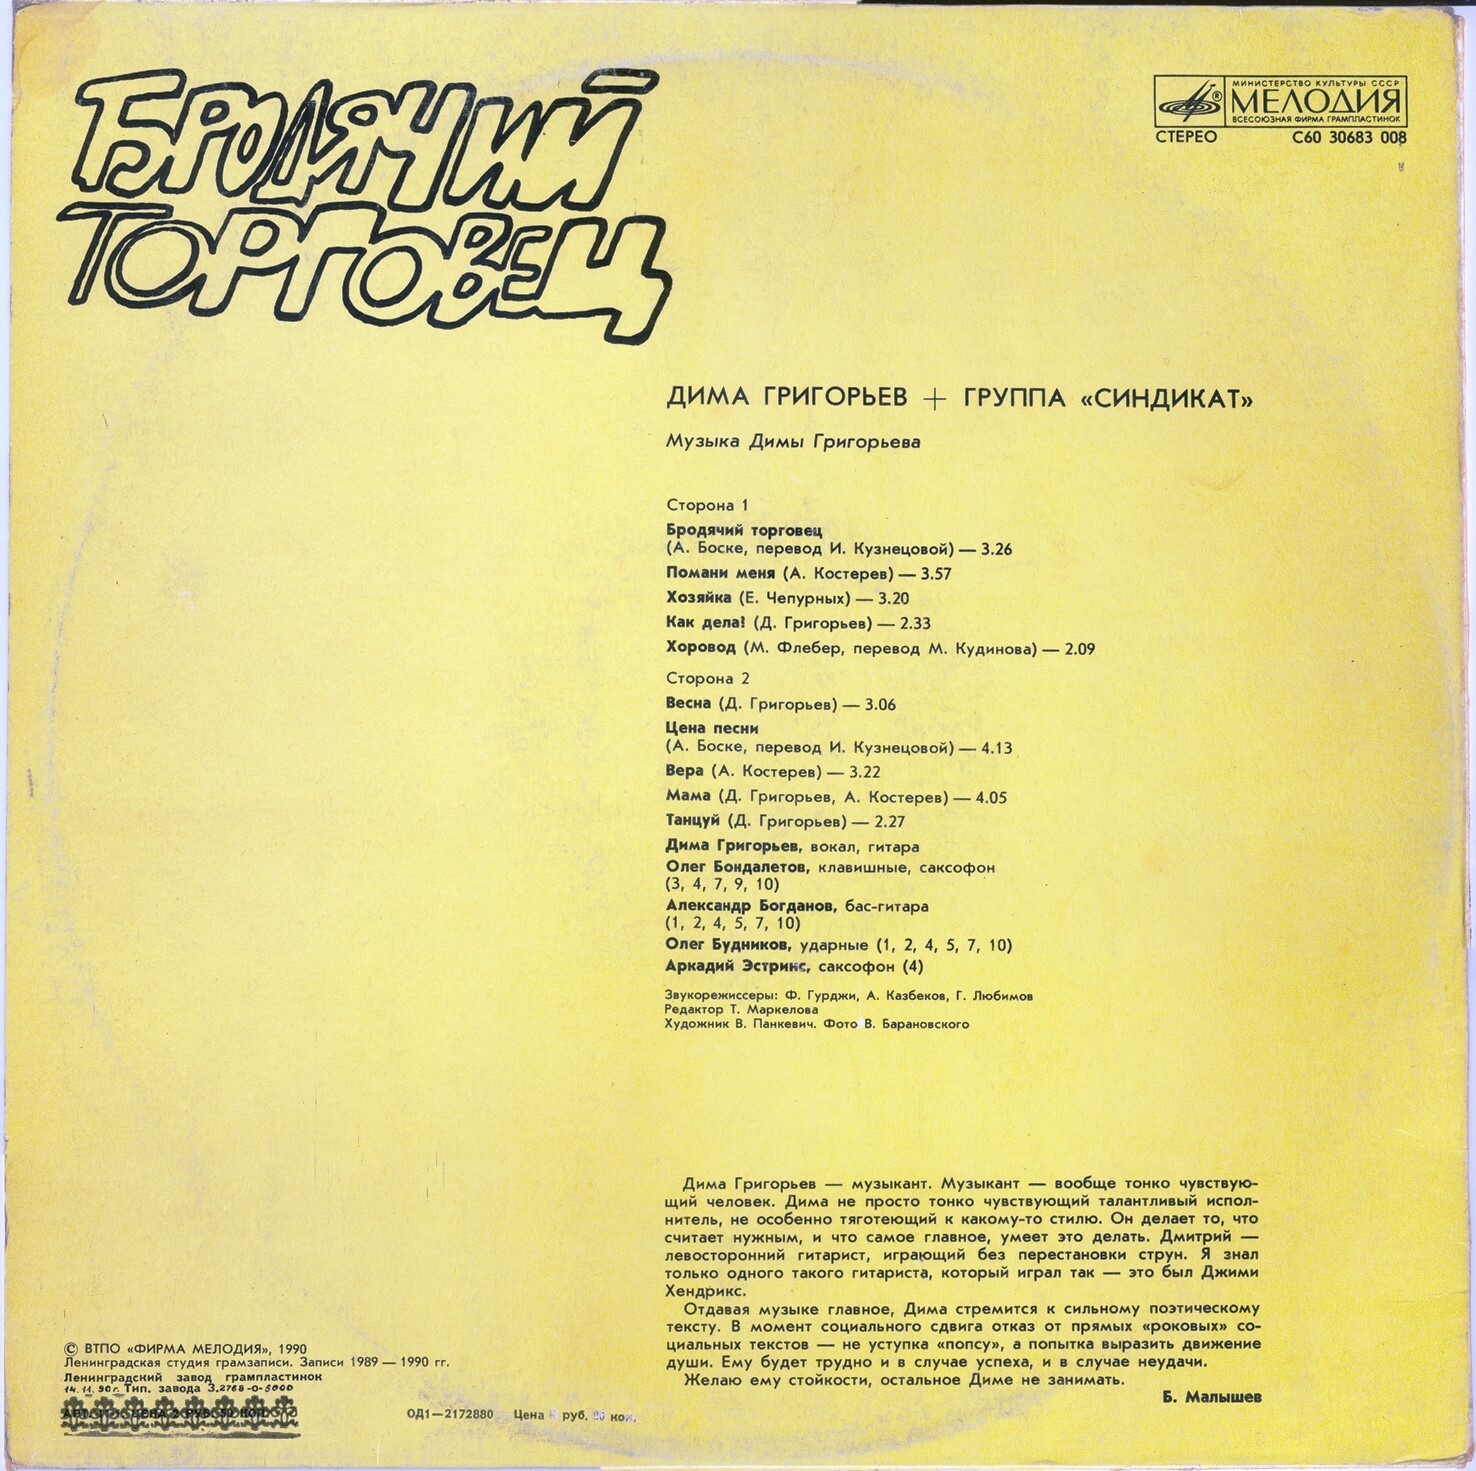 БРОДЯЧИЙ
ТОРГОВЕЦ
МИНИСТЕРСТВО КУЛЬТУРЫ СССР
® МЕЛОДИЯ
ВСЕСОЮЗНАЯ ФИРМА ГРАМПЛАСТИНОК
СТЕРЕО С60 30683 008
ДИМА ГРИГОРЬЕВ + ГРУППА «СИНДИКАТ»
Музыка Димы Григорьева
Сторона 1
Бродячий торговец
(А. Боске, перевод И. Кузнецовой) — 3.26
Помани меня (А. Костерев) — 3.57
Хозяйка (Е. Чепурных) — 3.20
Как дела! (Д. Григорьев) — 2.33
Хоровод (М. Флебер, перевод М. Кудинова) — 2.09
Сторона 2
Весна (Д. Григорьев) — 3.06
Цена песни
(А. Боске, перевод И. Кузнецовой) — 4.13
Вера (А. Костерев) — 3.22
Мама (Д. Григорьев, А. Костерев) — 4.05
Танцуй (Д. Григорьев) — 2.27
Дима Григорьев, вокал, гитара
Олег Бондалетов, клавишные, саксофон
(3, 4, 7, 9, 10)
Александр Богданов, бас-гитара
(1, 2, 4, 5, 7, 10)
Олег Будников, ударные (1, 2, 4, 5, 7, 10)
Аркадий Эстринс, саксофон (4)
Звукорежиссеры: Ф. Гурджи, А. Казбеков, Г. Любимов
Редактор Т. Маркелова
Художник В. Панкевич. Фото В. Барановского
Дима Григорьев — музыкант. Музыкант — вообще тонко чувствую-
щий человек. Дима не просто тонко чувствующий талантливый испол-
нитель, не особенно тяготеющий к какому-то стилю. Он делает то, что
считает нужным, и что самое главное, умеет это делать. Дмитрий —
левосторонний гитарист, играющий без перестановки струн. Я знал
только одного такого гитариста, который играл так — это был Джими
Хендрикс.
Отдавая музыке главное, Дима стремится к сильному поэтическому
тексту. В момент социального сдвига отказ от прямых «роковых» со-
циальных текстов — не уступка «попсу», а попытка выразить движение
души. Ему будет трудно и в случае успеха, и в случае неудачи.
Желаю ему стойкости, остальное Диме не занимать.
Б. Малышев
© ВТПО «ФИРМА МЕЛОДИЯ», 1990
Ленинградская студия грамзаписи. Записи 1989 — 1990 гг.
Ленинградский завод грампластинок
14.11.90г. Тип. завода З.2768-0-5000
ЦЕНА 2 РУБ. 50 КОП.
ОД1—2172880 Цена руб. коп.